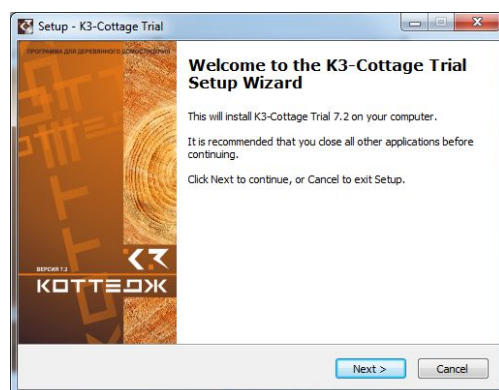 Setup - K3-Cottage Trial
ПРОГРАММА ДЛЯ ДЕРЕВЯННОГО ДОМОСТРОЕНИЯ
Welcome to the K3-Cottage Trial
Setup Wizard
This will install K3-Cottage Trial 7.2 on your computer.
It is recommended that you close all other applications before
continuing.
Click Next to continue, or Cancel to exit Setup.
ВЕРСИЯ 7.2
К3
КОТТЕДЖ
Next >
Cancel